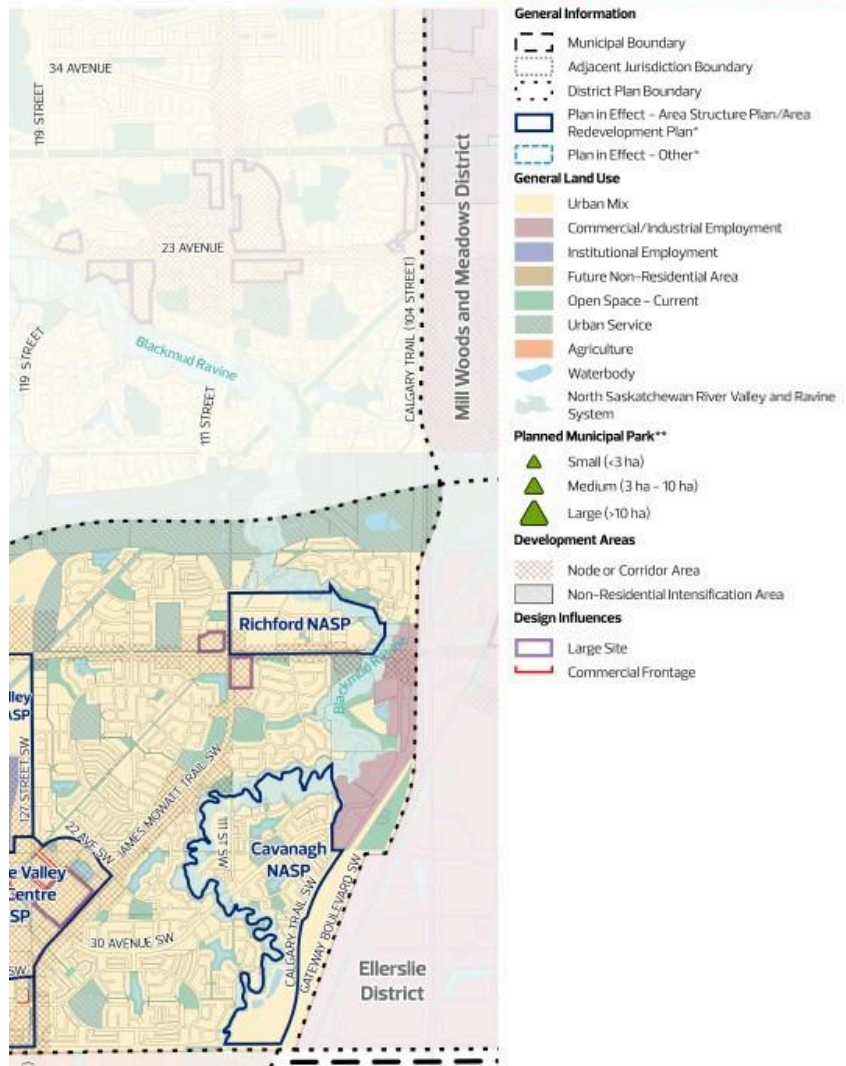 34 AVENUE
119 STREET
23 AVENUE
119 STREET
Blackmud Ravine
111 STREET
CALGARY TRAIL (104 STREET)
Mill Woods and Meadows District
Richford NASP
Blackmud Ravine
lley
ASP
127 STREET SW
JAMES MOWATT TRAIL SW
22 AVE SW
111 ST SW
Cavanagh
NASP
e Valley
Centre
SP
30 AVENUE SW
CALGARY TRAIL SW
GATEWAY BOULEVARD SW
SW
Ellerslie
District
General Information
Municipal Boundary
Adjacent Jurisdiction Boundary
District Plan Boundary
Plan in Effect - Area Structure Plan/Area
Redevelopment Plan*
Plan in Effect - Other*
General Land Use
Urban Mix
Commercial/Industrial Employment
Institutional Employment
Future Non-Residential Area
Open Space - Current
Urban Service
Agriculture
Waterbody
North Saskatchewan River Valley and Ravine
System
Planned Municipal Park**
Small (<3 ha)
Medium (3 ha - 10 ha)
Large (>10 ha)
Development Areas
Node or Corridor Area
Non-Residential Intensification Area
Design Influences
Large Site
Commercial Frontage